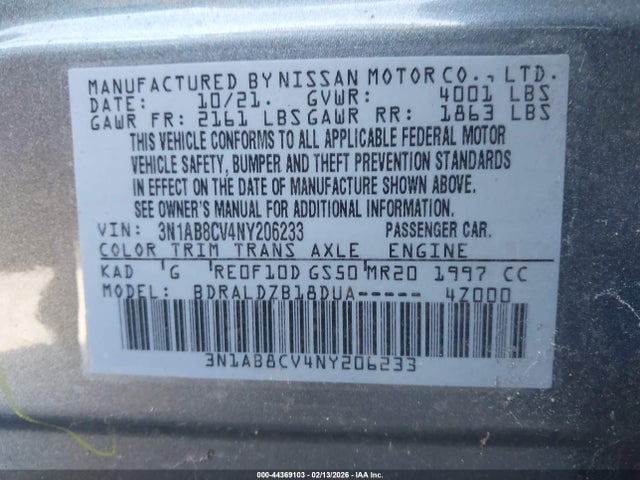 MANUFACTURED BY NISSAN MOTOR CO., LTD.
DATE: 10/21. GVWR: 4001 LBS
GAWR FR: 2161 LBS GAWR RR: 1863 LBS
THIS VEHICLE CONFORMS TO ALL APPLICABLE FEDERAL MOTOR
VEHICLE SAFETY, BUMPER AND THEFT PREVENTION STANDARDS
IN EFFECT ON THE DATE OF MANUFACTURE SHOWN ABOVE.
SEE OWNER'S MANUAL FOR ADDITIONAL INFORMATION.
VIN: 3N1AB8CV4NY206233 PASSENGER CAR.
COLOR TRIM TRANS AXLE ENGINE
KAD G RE0F10D GS50 MR20 1997 CC
MODEL: BDRALDZB18DUA----- 4Z000
3N1AB8CV4NY206233
000-44369103 - 02/13/2026 - IAA Inc.